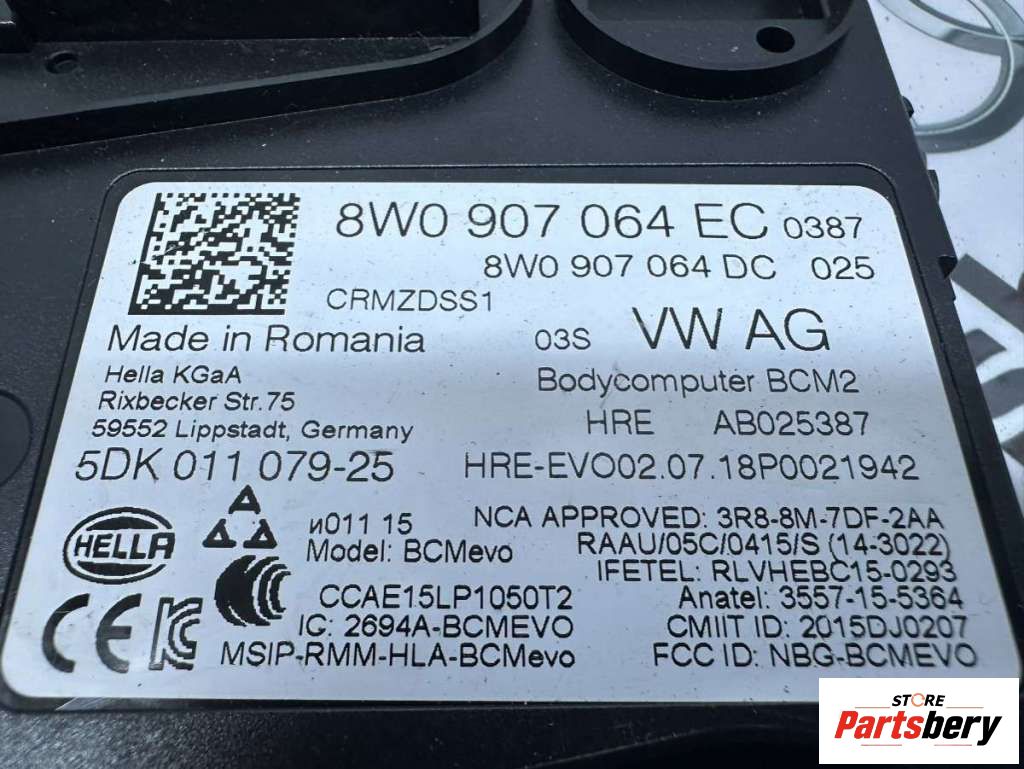 8W0 907 064 EC 0387
8W0 907 064 DC 025
CRMZDSS1
Made in Romania 03S VW AG
Hella KGaA
Rixbecker Str.75
59552 Lippstadt, Germany
Bodycomputer BCM2
HRE AB025387
5DK 011 079-25 HRE-EVO02.07.18P0021942
HELLA
и011 15
Model: BCMevo
NCA APPROVED: 3R8-8M-7DF-2AA
RAAU/05C/0415/S (14-3022)
IFETEL: RLVHEBC15-0293
CCAE15LP1050T2 Anatel: 3557-15-5364
IC: 2694A-BCMEVO CMIIT ID: 2015DJ0207
CE MSIP-RMM-HLA-BCMevo FCC ID: NBG-BCMEVO
STORE
Partsbery